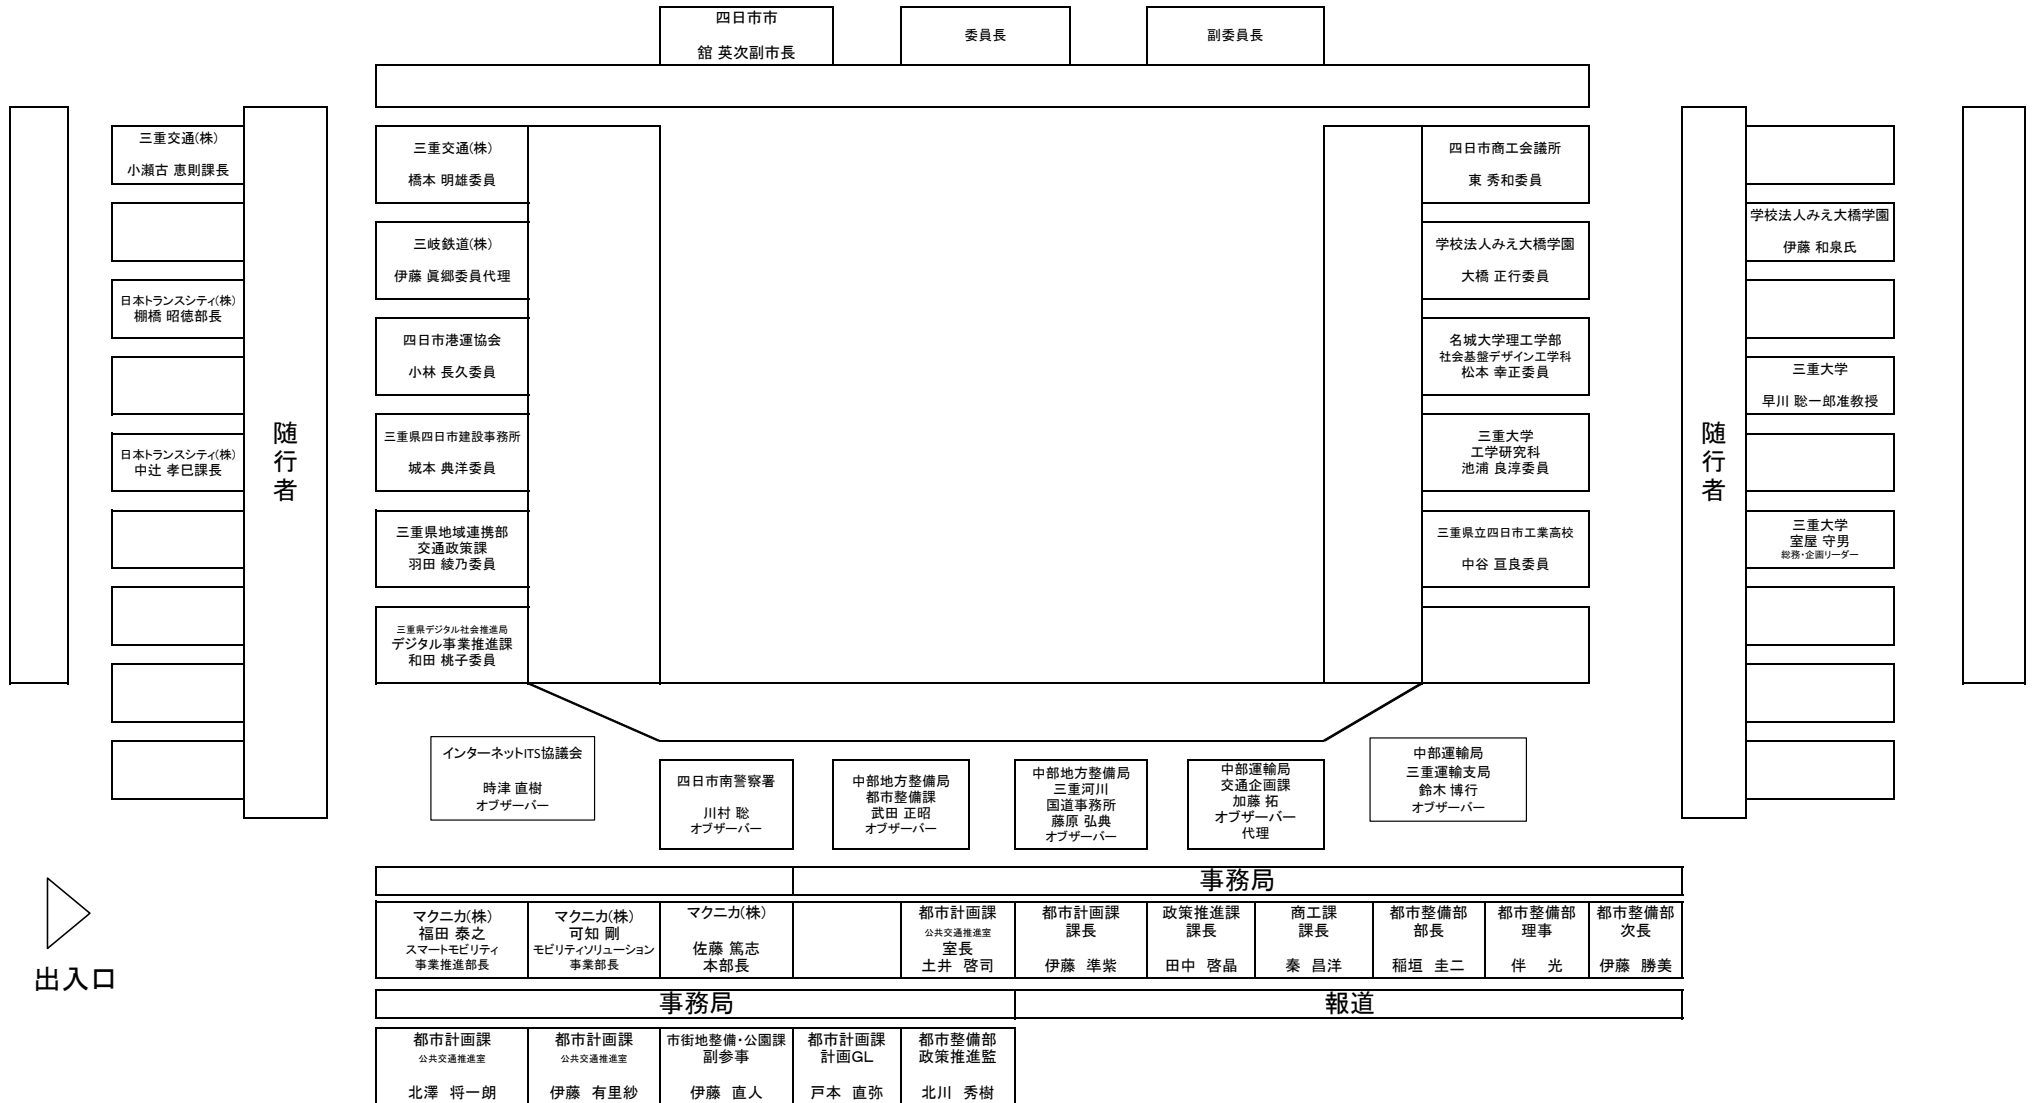 四日市市
舘 英次副市長
委員長
副委員長
三重交通(株)
小瀬古 恵則課長
日本トランスシティ(株)
棚橋 昭徳部長
日本トランスシティ(株)
中辻 孝巳課長
随行者
三重交通(株)
橋本 明雄委員
三岐鉄道(株)
伊藤 眞郷委員代理
四日市港運協会
小林 長久委員
三重県四日市建設事務所
城本 典洋委員
三重県地域連携部
交通政策課
羽田 綾乃委員
三重県デジタル社会推進局
デジタル事業推進課
和田 桃子委員
四日市商工会議所
東 秀和委員
学校法人みえ大橋学園
大橋 正行委員
名城大学理工学部
社会基盤デザイン工学科
松本 幸正委員
三重大学
工学研究科
池浦 良淳委員
三重県立四日市工業高校
中谷 亘良委員
随行者
学校法人みえ大橋学園
伊藤 和泉氏
三重大学
早川 聡一郎准教授
三重大学
室屋 守男
総務・企画リーダー
インターネットITS協議会
時津 直樹
オブザーバー
四日市南警察署
川村 聡
オブザーバー
中部地方整備局
都市整備課
武田 正昭
オブザーバー
中部地方整備局
三重河川
国道事務所
藤原 弘典
オブザーバー
中部運輸局
交通企画課
加藤 拓
オブザーバー
代理
中部運輸局
三重運輸支局
鈴木 博行
オブザーバー
出入口
事務局
マクニカ(株)
福田 泰之
スマートモビリティ
事業推進部長
マクニカ(株)
可知 剛
モビリティソリューション
事業部長
マクニカ(株)
佐藤 篤志
本部長
都市計画課
公共交通推進室
室長
土井 啓司
都市計画課
課長
伊藤 準紫
政策推進課
課長
田中 啓晶
商工課
課長
秦 昌洋
都市整備部
部長
稲垣 圭二
都市整備部
理事
伴 光
都市整備部
次長
伊藤 勝美
事務局
報道
都市計画課
公共交通推進室
北澤 将一朗
都市計画課
公共交通推進室
伊藤 有里紗
市街地整備・公園課
副参事
伊藤 直人
都市計画課
計画GL
戸本 直弥
都市整備部
政策推進監
北川 秀樹